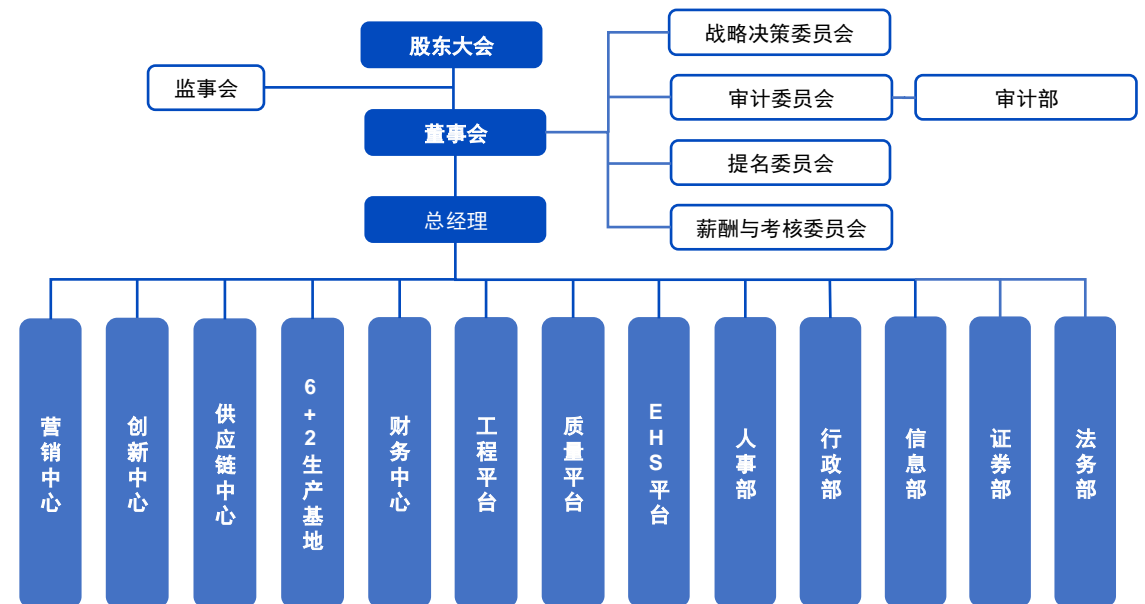 股东大会
监事会
董事会
总经理
战略决策委员会
审计委员会
审计部
提名委员会
薪酬与考核委员会
营销中心
创新中心
供应链中心
6+2生产基地
财务中心
工程平台
质量平台
EHS平台
人事部
行政部
信息部
证券部
法务部